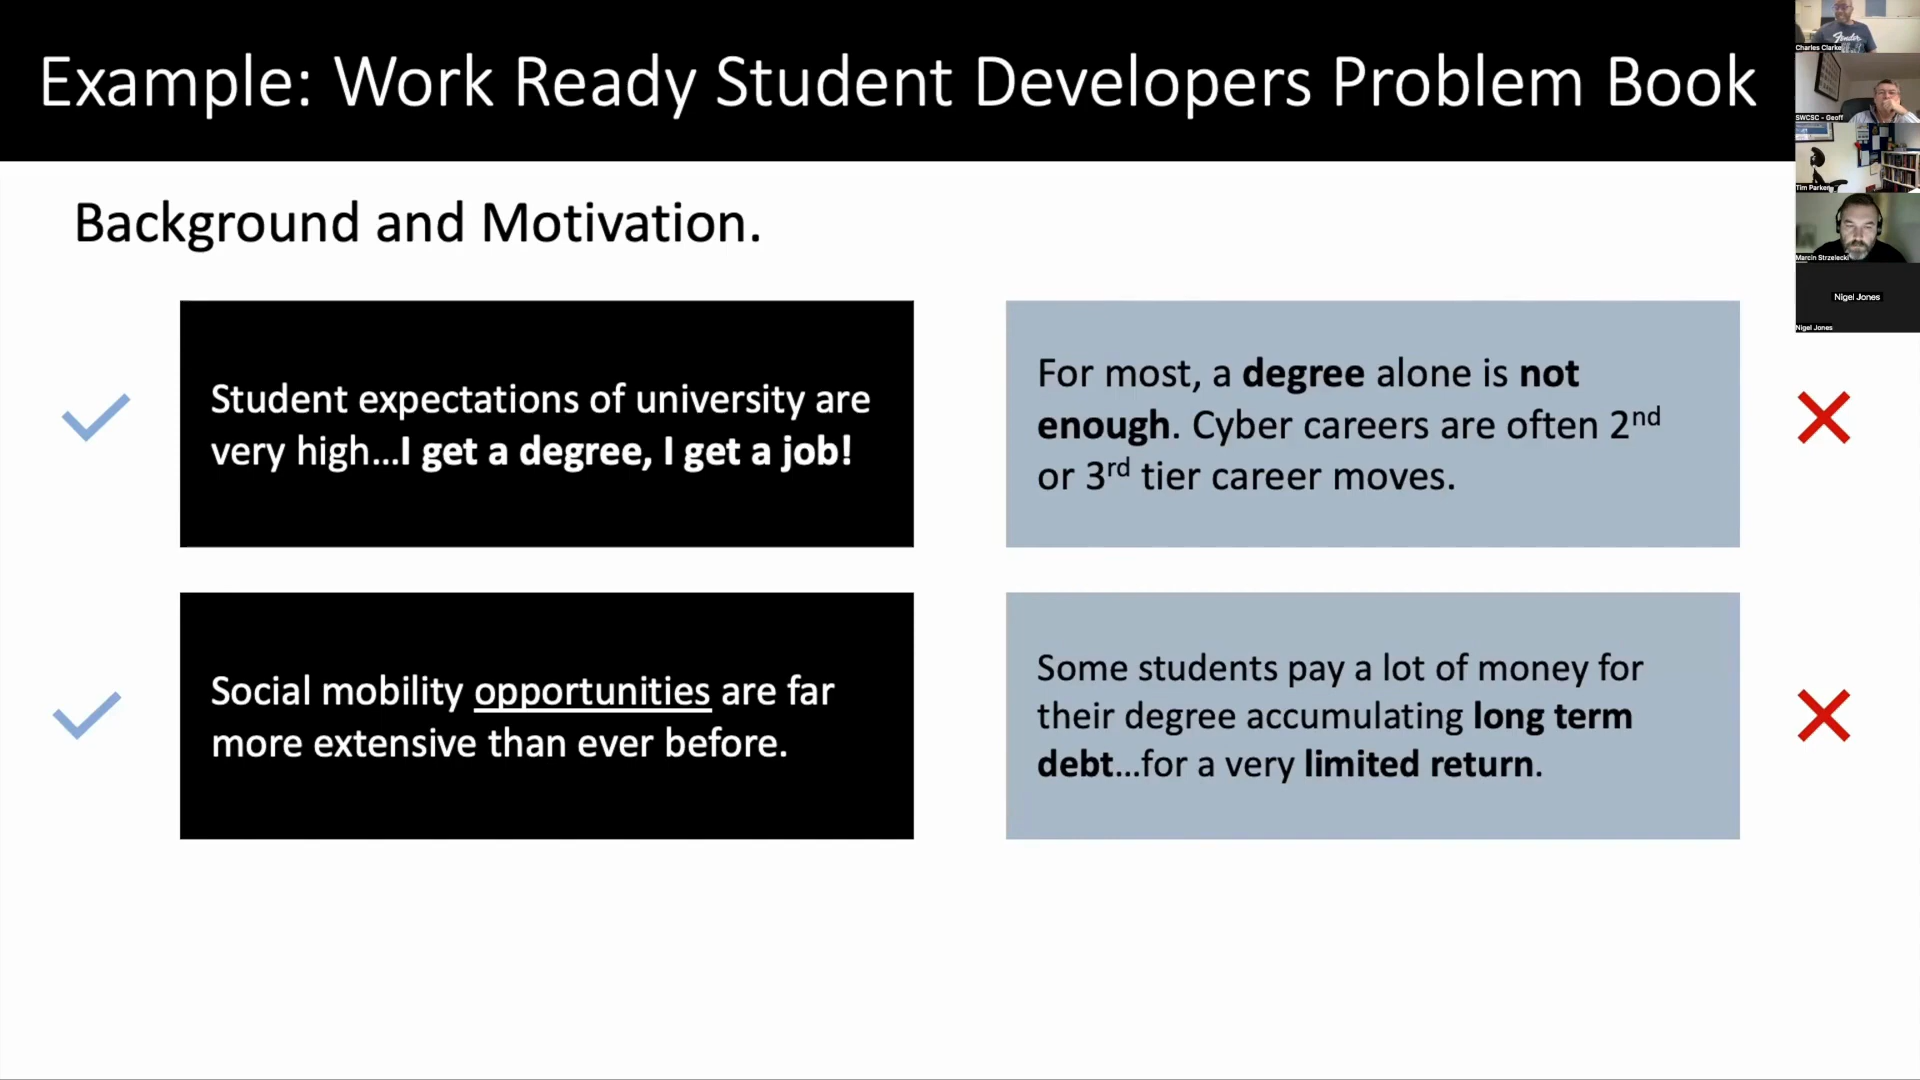 Example: Work Ready Student Developers Problem Book
Background and Motivation.
Student expectations of university are
very high...I get a degree, I get a job!
For most, a degree alone is not
enough. Cyber careers are often 2nd
or 3rd tier career moves.
Social mobility opportunities are far
more extensive than ever before.
Some students pay a lot of money for
their degree accumulating long term
debt...for a very limited return.
Fender
Charles Clarke
SWCSC - Geoff
Tim Parker
Marcin Strzelecki
Nigel Jones
Nigel Jones